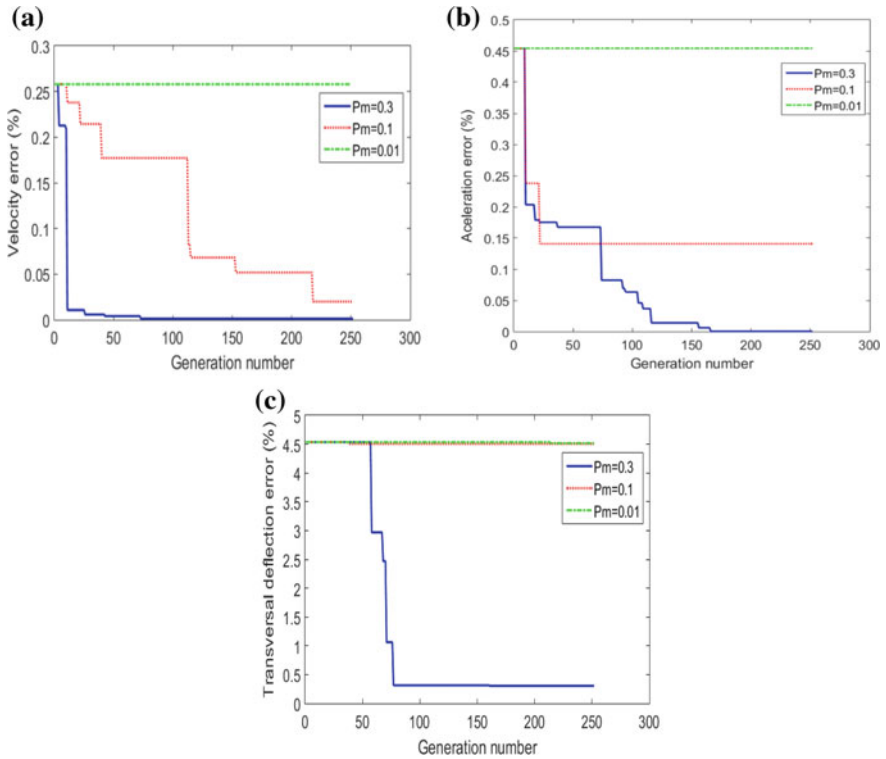 (a)
0.3
0.25
0.2
0.15
0.1
0.05
0
Velocity error (%)
Pm=0.3
Pm=0.1
Pm=0.01
0 50 100 150 200 250 300
Generation number
(b)
0.5
0.45
0.4
0.35
0.3
0.25
0.2
0.15
0.1
0.05
0
Aceleration error (%)
Pm=0.3
Pm=0.1
Pm=0.01
0 50 100 150 200 250 300
Generation number
(c)
5
4.5
4
3.5
3
2.5
2
1.5
1
0.5
0
Transversal deflection error (%)
Pm=0.3
Pm=0.1
Pm=0.01
0 50 100 150 200 250 300
Generation number